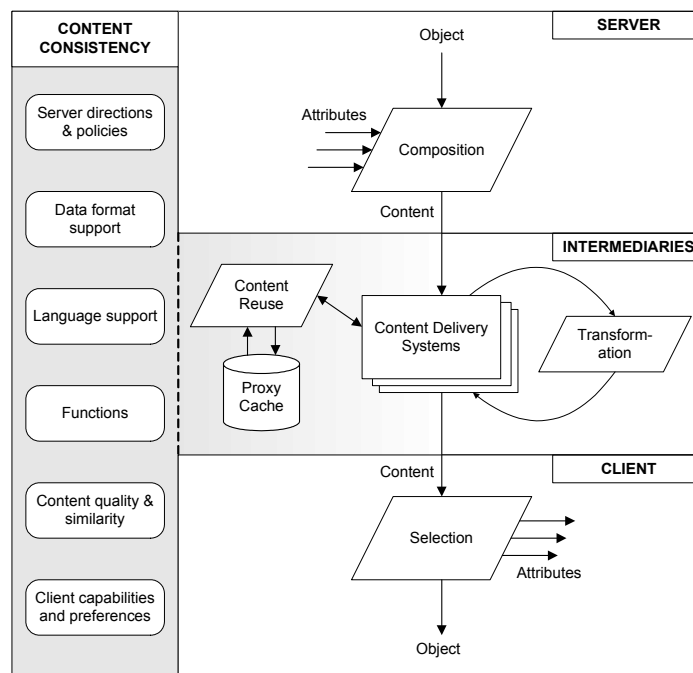 CONTENT
CONSISTENCY
Server directions
& policies
Data format
support
Language support
Functions
Content quality &
similarity
Client capabilities
and preferences
SERVER
Object
Attributes
Composition
Content
INTERMEDIARIES
Content
Reuse
Proxy
Cache
Content Delivery
Systems
Transform-
ation
CLIENT
Content
Selection
Attributes
Object